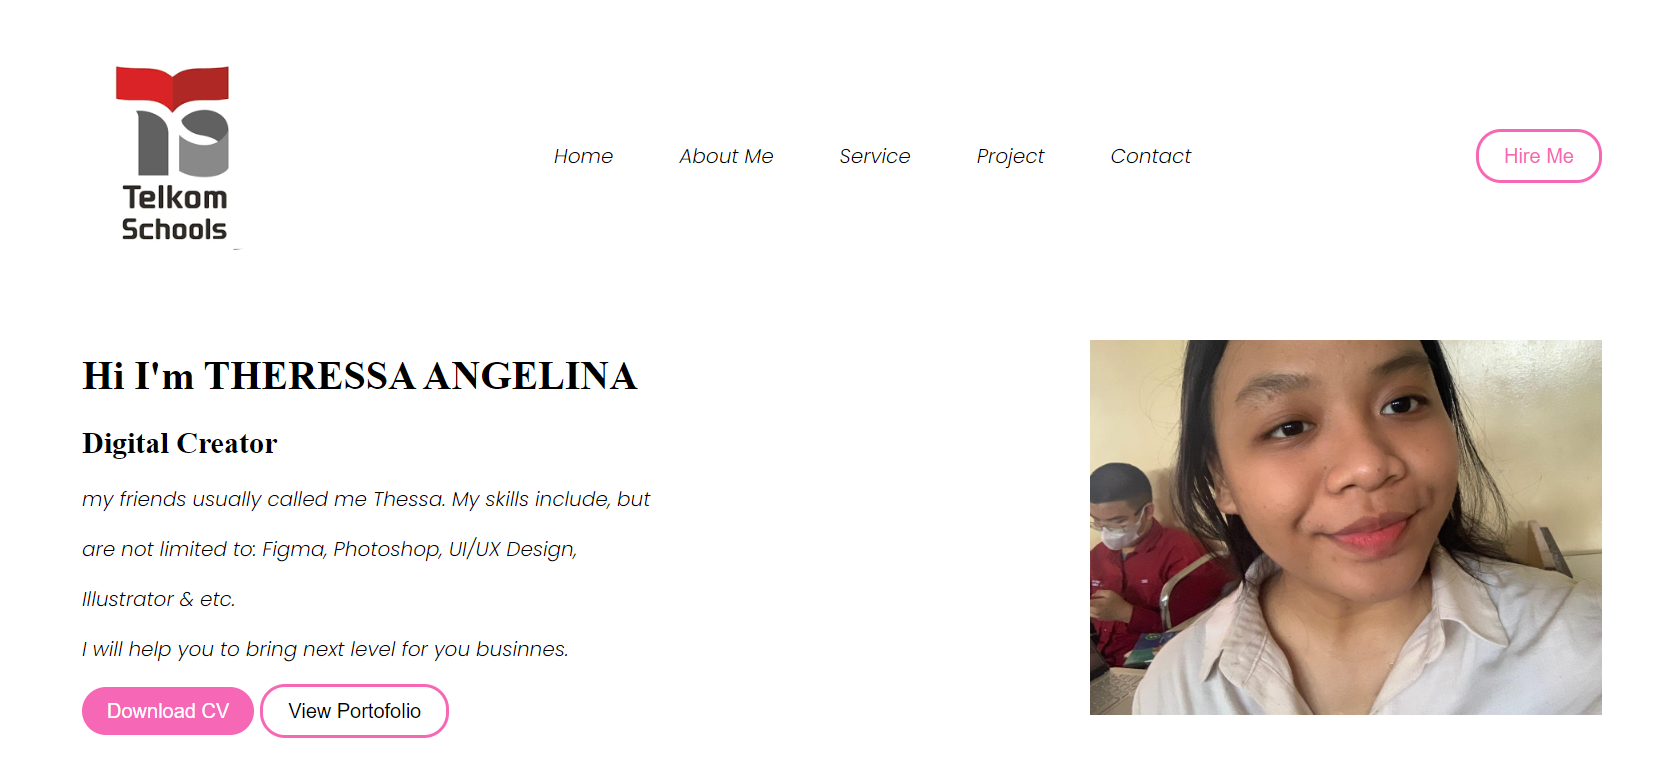 Telkom
Schools
Home
About Me
Service
Project
Contact
Hire Me
Hi I'm THERESSA ANGELINA
Digital Creator
my friends usually called me Thessa. My skills include, but
are not limited to: Figma, Photoshop, UI/UX Design,
Illustrator & etc.
I will help you to bring next level for you businnes.
Download CV
View Portofolio